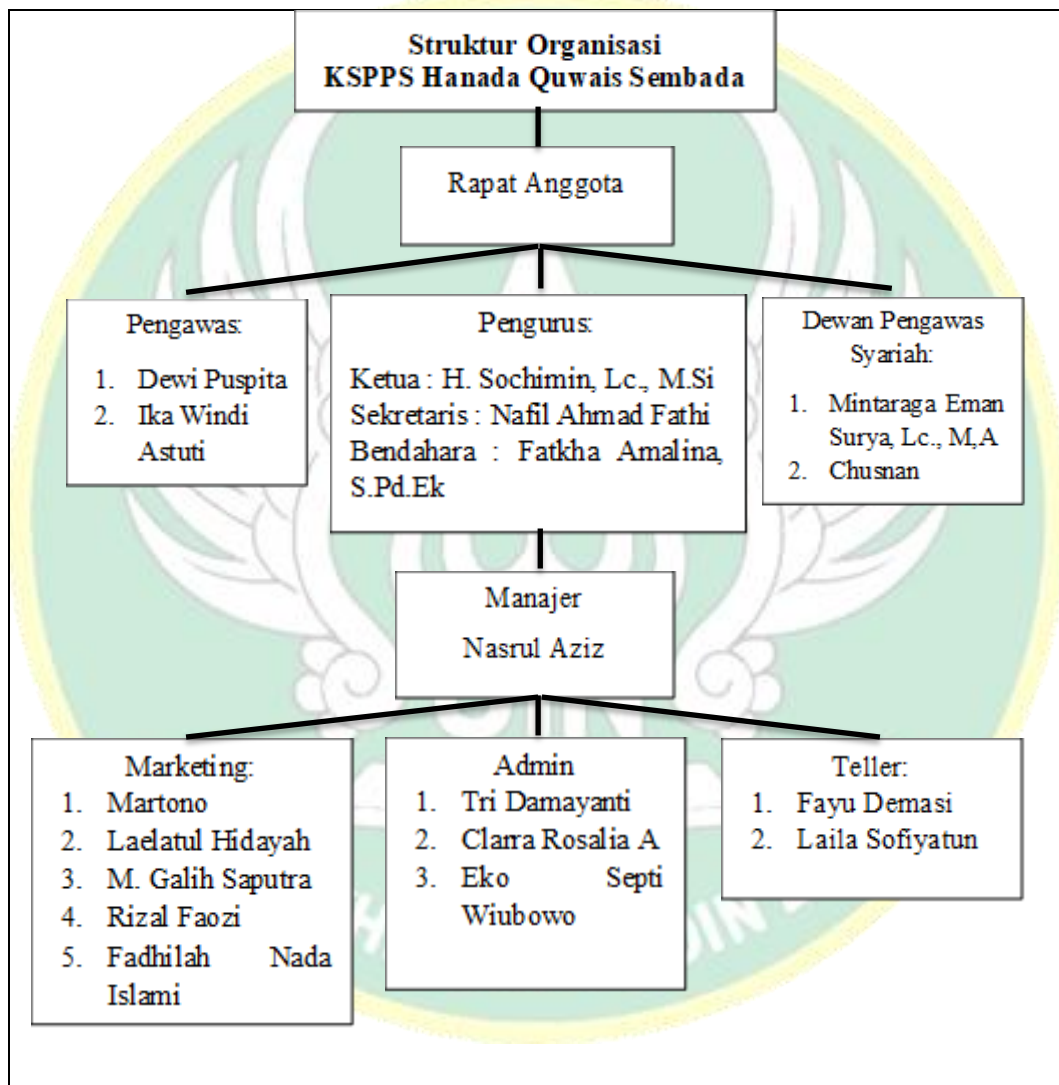 Struktur Organisasi
KSPPS Hanada Quwais Sembada
Rapat Anggota
Pengawas:
1. Dewi Puspita
2. Ika Windi
Astuti
Pengurus:
Ketua : H. Sochimin, Lc., M.Si
Sekretaris : Nafil Ahmad Fathi
Bendahara : Fatkha Amalina,
S.Pd.Ek
Dewan Pengawas
Syariah:
1. Mintaraga Eman
Surya, Lc., M,A
2. Chusnan
Manajer
Nasrul Aziz
Marketing:
1. Martono
2. Laelatul Hidayah
3. M. Galih Saputra
4. Rizal Faozi
5. Fadhilah Nada
Islami
Admin
1. Tri Damayanti
2. Clarra Rosalia A
3. Eko Septi
Wiubowo
Teller:
1. Fayu Demasi
2. Laila Sofiyatun